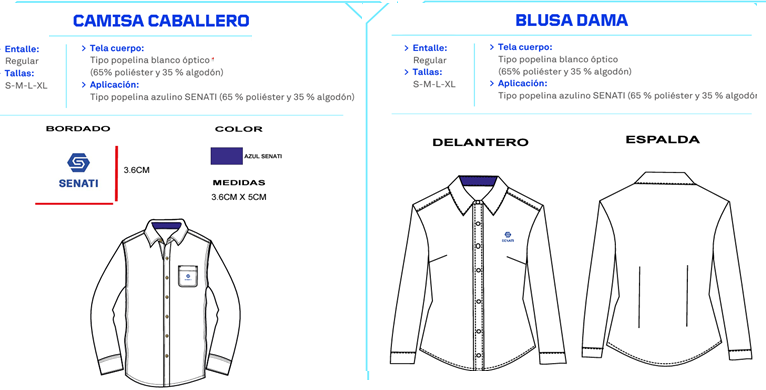 CAMISA CABALLERO
Entalle:
Regular
Tallas:
S-M-L-XL
Tela cuerpo:
Tipo popelina blanco óptico
(65% poliéster y 35 % algodón)
Aplicación:
Tipo popelina azulino SENATI (65 % poliéster y 35 % algodón)
BORDADO
SENATI
3.6CM
COLOR
AZUL SENATI
MEDIDAS
3.6CM X 5CM
BLUSA DAMA
Entalle:
Regular
Tallas:
S-M-L-XL
Tela cuerpo:
Tipo popelina blanco óptico
(65% poliéster y 35 % algodón)
Aplicación:
Tipo popelina azulino SENATI (65 % poliéster y 35 % algodón
DELANTERO
ESPALDA
SENATI